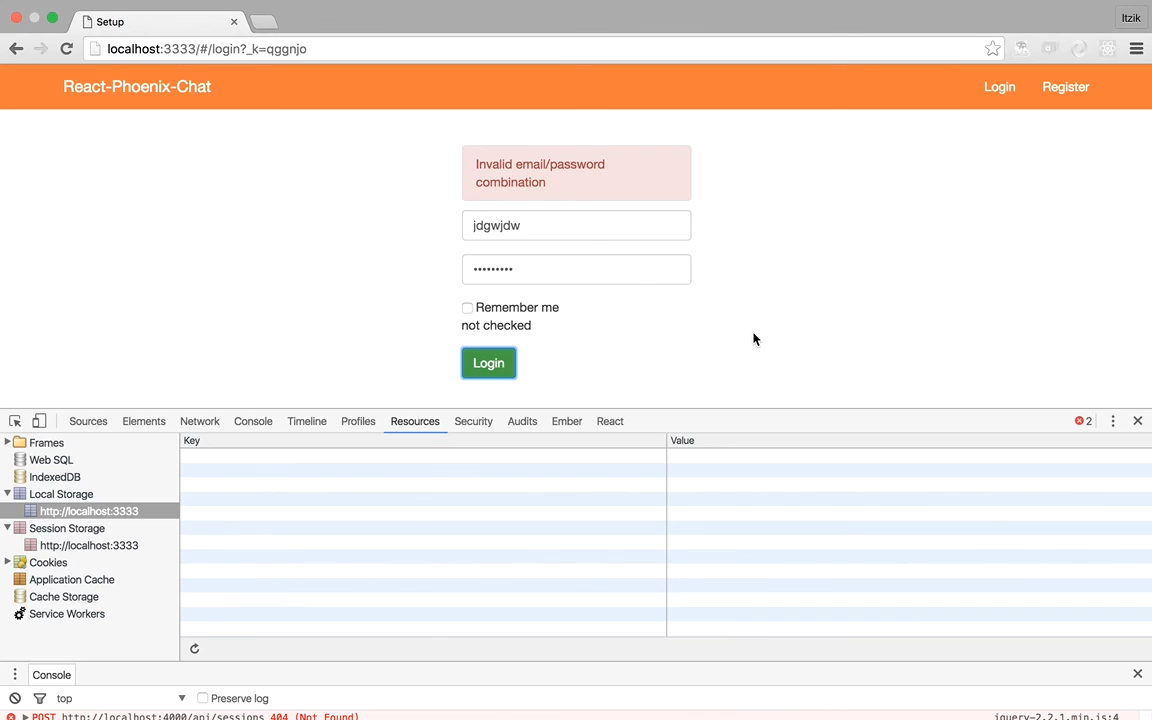 Setup
Itzik
localhost:3333/#/login?_k=qggnjo
React-Phoenix-Chat
Login
Register
Invalid email/password
combination
jdgwjdw
•••••••••
Remember me
not checked
Login
Sources Elements Network Console Timeline Profiles Resources Security Audits Ember React
2
Frames
Web SQL
IndexedDB
Local Storage
http://localhost:3333
Session Storage
http://localhost:3333
Cookies
Application Cache
Cache Storage
Service Workers
Key
Value
Console
top
Preserve log
POST http://localhost:4000/api/sessions 404 (Not Found)
jquery-2.2.1.min.js:4